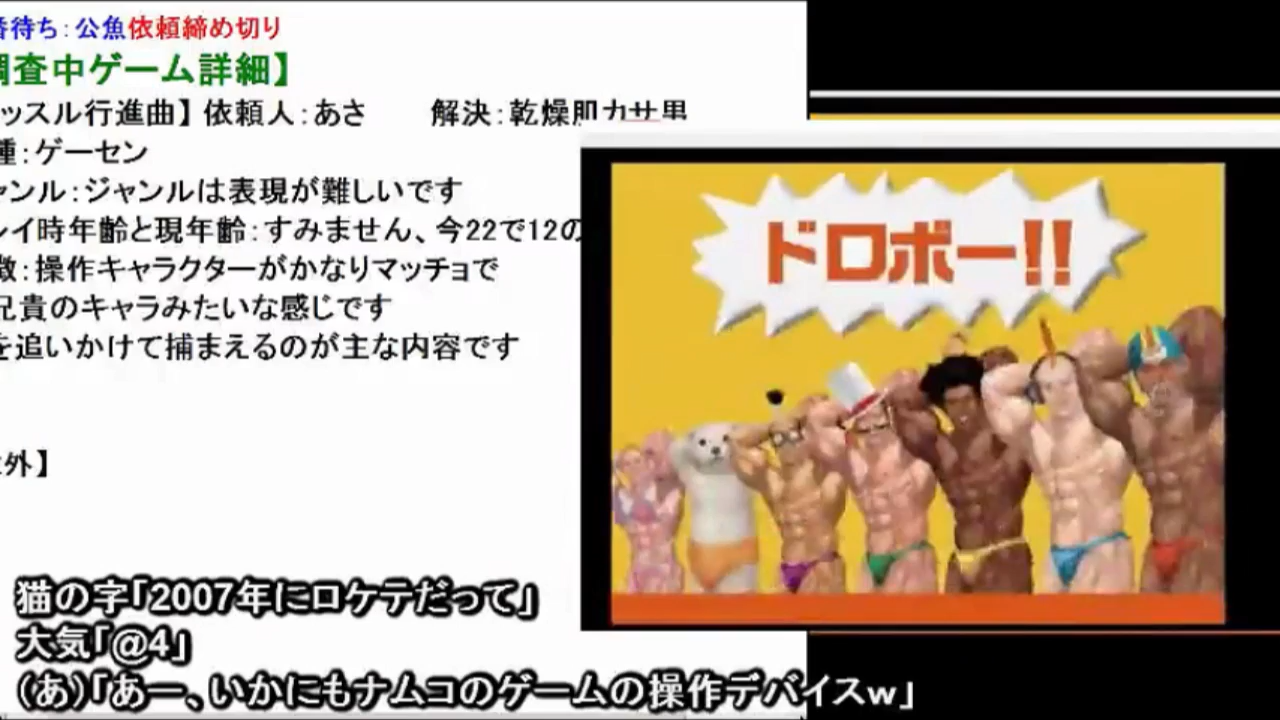 番待ち：公魚依頼締め切り
調査中ゲーム詳細】
ッスル行進曲】 依頼人：あさ　　解決：乾燥肌カサ男
種：ゲーセン
ャンル：ジャンルは表現が難しいです
レイ時年齢と現年齢：すみません、今22で12の
徴：操作キャラクターがかなりマッチョで
兄貴のキャラみたいな感じです
を追いかけて捕まえるのが主な内容です
外】
ドロボー!!
猫の字「2007年にロケテだって」
大気「@4」
（あ）「あー、いかにもナムコのゲームの操作デバイスw」